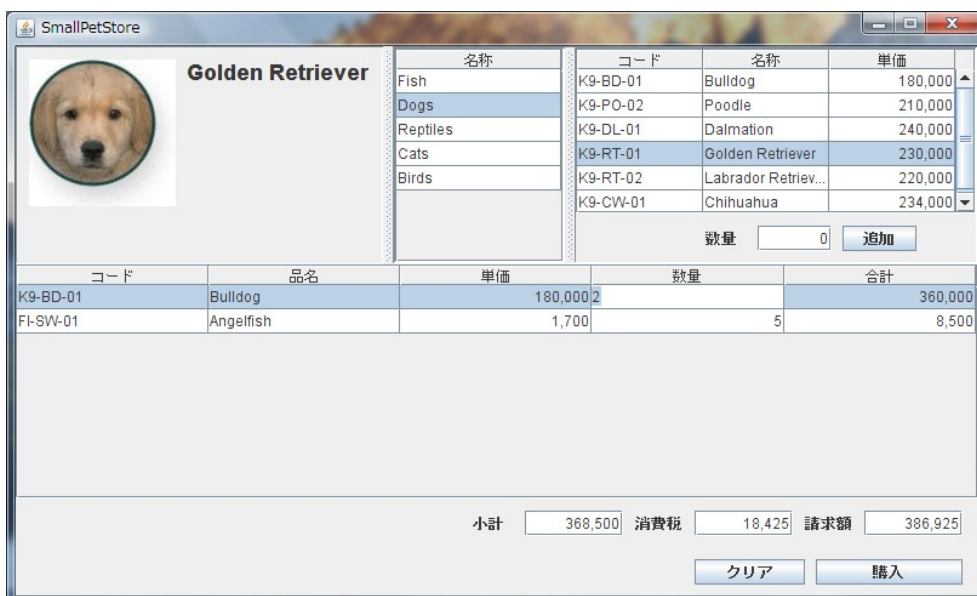 SmallPetStore
Golden Retriever
名称
Fish
Dogs
Reptiles
Cats
Birds
コード 名称 単価
K9-BD-01 Bulldog 180,000
K9-PO-02 Poodle 210,000
K9-DL-01 Dalmation 240,000
K9-RT-01 Golden Retriever 230,000
K9-RT-02 Labrador Retriev... 220,000
K9-CW-01 Chihuahua 234,000
数量 0 追加
コード 品名 単価 数量 合計
K9-BD-01 Bulldog 180,000 2 360,000
FI-SW-01 Angelfish 1,700 5 8,500
小計 368,500 消費税 18,425 請求額 386,925
クリア 購入